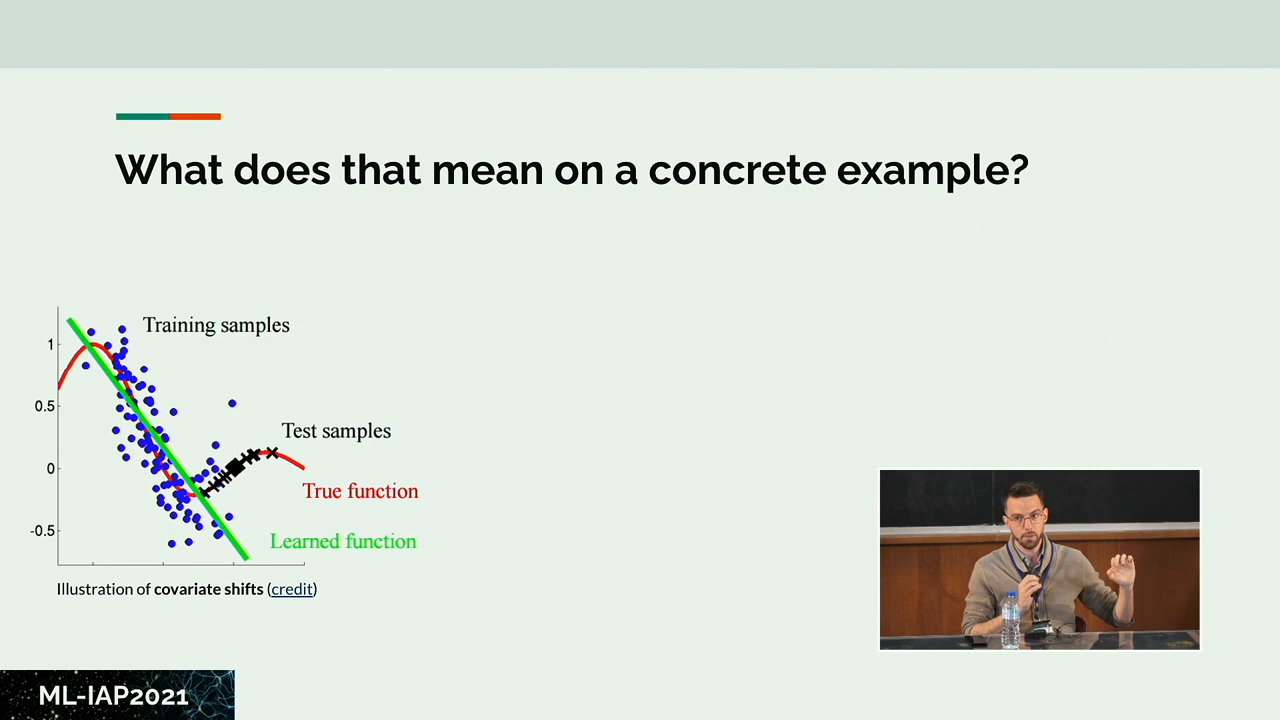 What does that mean on a concrete example?
Training samples
1
0.5
Test samples
0
True function
-0.5
Learned function
Illustration of covariate shifts (credit)
ML-IAP2021